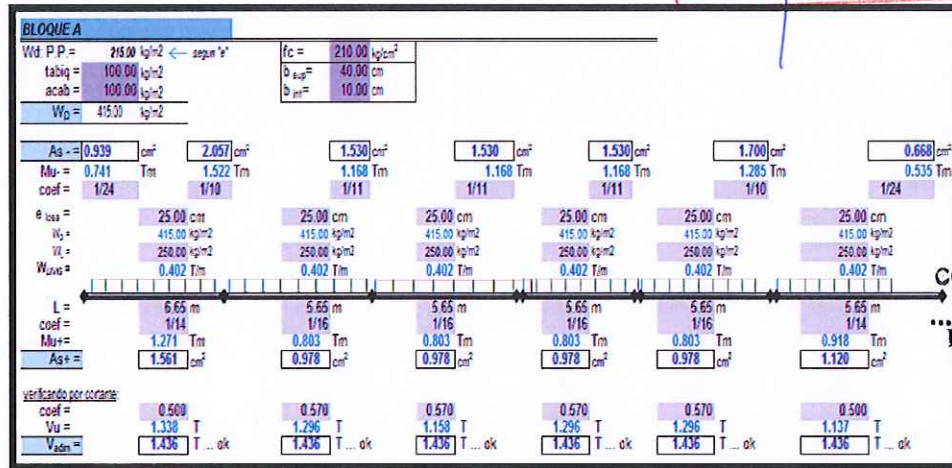 BLOQUE A
Wd: P.P.= 215.00 kg/m2 ← segun "e" fc = 210.00 kg/cm²
tabiq = 100.00 kg/m2 b sup= 40.00 cm
acab = 100.00 kg/m2 b inf= 10.00 cm
W_D = 415.00 kg/m2
As - = 0.939 cm² 2.057 cm² 1.530 cm² 1.530 cm² 1.530 cm² 1.700 cm² 0.668 cm²
Mu- = 0.741 Tm 1.522 Tm 1.168 Tm 1.168 Tm 1.168 Tm 1.285 Tm 0.535 Tm
coef = 1/24 1/10 1/11 1/11 1/11 1/10 1/24
e losa = 25.00 cm 25.00 cm 25.00 cm 25.00 cm 25.00 cm 25.00 cm
W_D = 415.00 kg/m2 415.00 kg/m2 415.00 kg/m2 415.00 kg/m2 415.00 kg/m2 415.00 kg/m2
W_L = 250.00 kg/m2 250.00 kg/m2 250.00 kg/m2 250.00 kg/m2 250.00 kg/m2 250.00 kg/m2
0.402 T/m 0.402 T/m 0.402 T/m 0.402 T/m 0.402 T/m 0.402 T/m
L = 6.65 m 5.65 m 5.65 m 5.65 m 5.65 m 5.65 m
coef = 1/14 1/16 1/16 1/16 1/16 1/14
Mu+= 1.271 Tm 0.803 Tm 0.803 Tm 0.803 Tm 0.803 Tm 0.918 Tm
As+ = 1.561 cm² 0.978 cm² 0.978 cm² 0.978 cm² 0.978 cm² 1.120 cm²
verificando por cortante:
coef = 0.500 0.570 0.570 0.570 0.570 0.500
Vu = 1.338 T 1.296 T 1.158 T 1.296 T 1.296 T 1.137 T
Vadm = 1.436 T ... ok 1.436 T ... ok 1.436 T ... ok 1.436 T ... ok 1.436 T ... ok 1.436 T ... ok